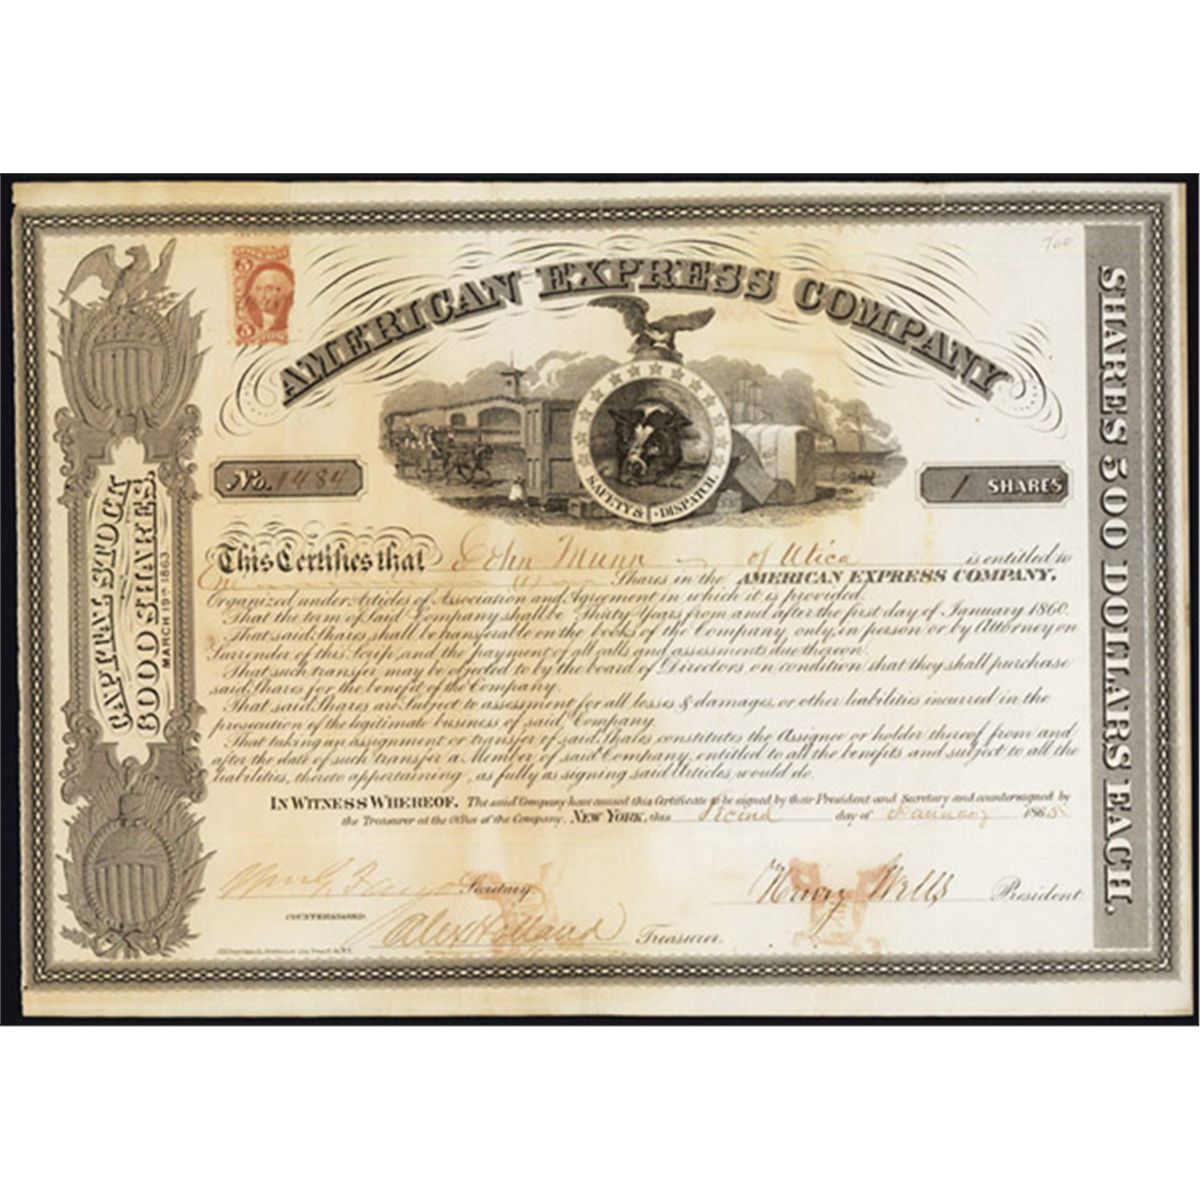 700
AMERICAN EXPRESS COMPANY
SAFETY & DISPATCH.
No. 1484
1 SHARES
CAPITAL STOCK
8000 SHARES.
MARCH 19TH 1863
SHARES 500 DOLLARS EACH.
This Certifies that John Munn of Utica is entitled to
One (1) Shares in the AMERICAN EXPRESS COMPANY.
Organized under Articles of Association and Agreement in which it is provided.
That the term of Said Company shall be Thirty Years from and after the first day of January 1860.
That said Shares shall be transferable on the books of the Company only, in person or by Attorney on
Surrender of this Scrip, and the payment of all calls and assessments due thereon.
That such transfer may be objected to by the board of Directors on condition that they shall purchase
said Shares for the benefit of the Company.
That said Shares are Subject to assessment for all losses & damages, or other liabilities incurred in the
prosecution of the legitimate business of said Company.
That taking an assignment or transfer of said Shares constitutes the Assignee or holder thereof from and
after the date of such transfer a Member of said Company, entitled to all the benefits and subject to all the
liabilities, thereto appertaining, as fully as signing said Articles would do.
IN WITNESS WHEREOF. The said Company have caused this Certificate to be signed by their President and Secretary and countersigned by
the Treasurer at the Office of the Company. NEW YORK, this Second day of January 1865
Wm G. Fargo Secretary.
Henry Wells President.
COUNTERSIGNED.
Alex Holland Treasurer.